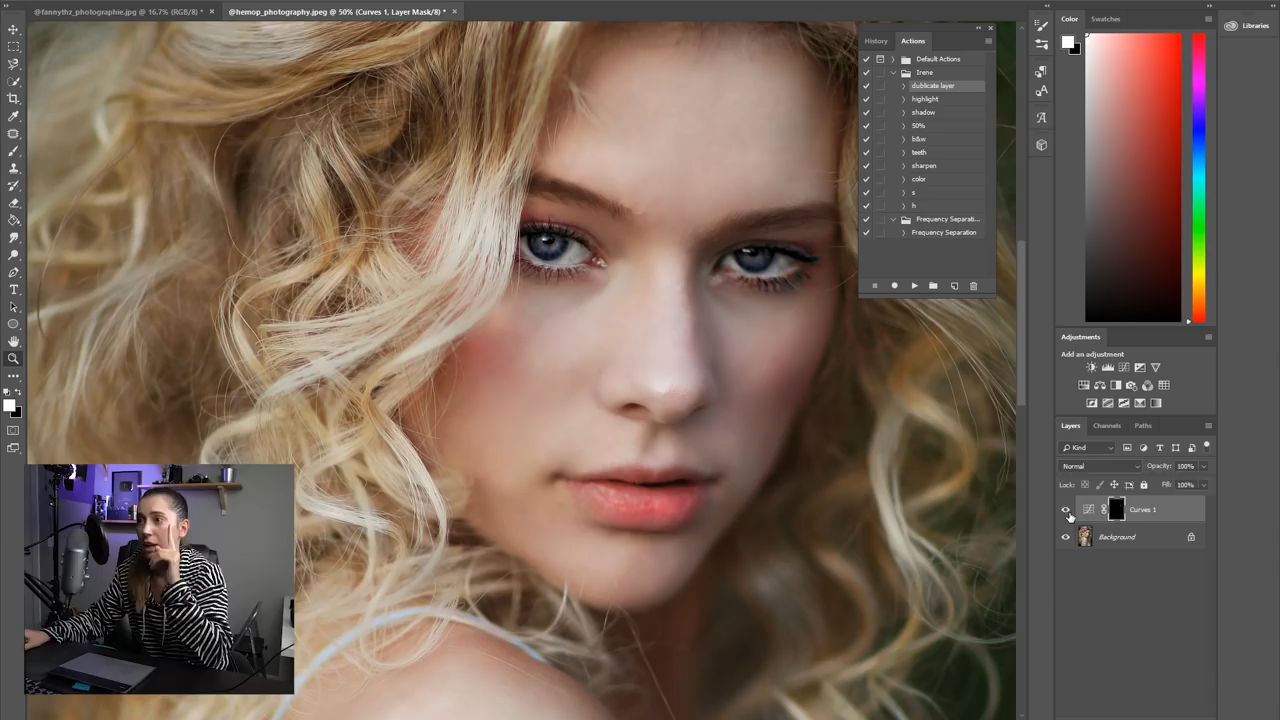 @fannythz_photographie.jpg @ 16.7% (RGB/8) *
@hemop_photography.jpeg @ 50% (Curves 1, Layer Mask/8) *
History
Actions
Default Actions
Irene
dublicate layer
highlight
shadow
50%
b&w
teeth
sharpen
color
s
h
Frequency Separati...
Frequency Separation
Color
Swatches
Libraries
Adjustments
Add an adjustment
Layers
Channels
Paths
Kind
Normal
Opacity: 100%
Lock:
Fill: 100%
Curves 1
Background